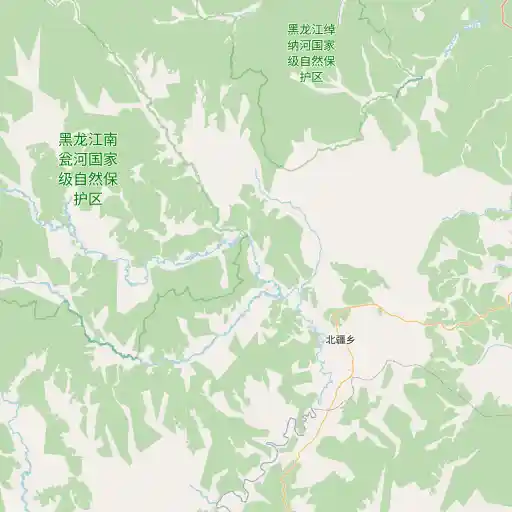 黑龙江绰
纳河国家
级自然保
护区
黑龙江南
瓮河国家
级自然保
护区
北疆乡